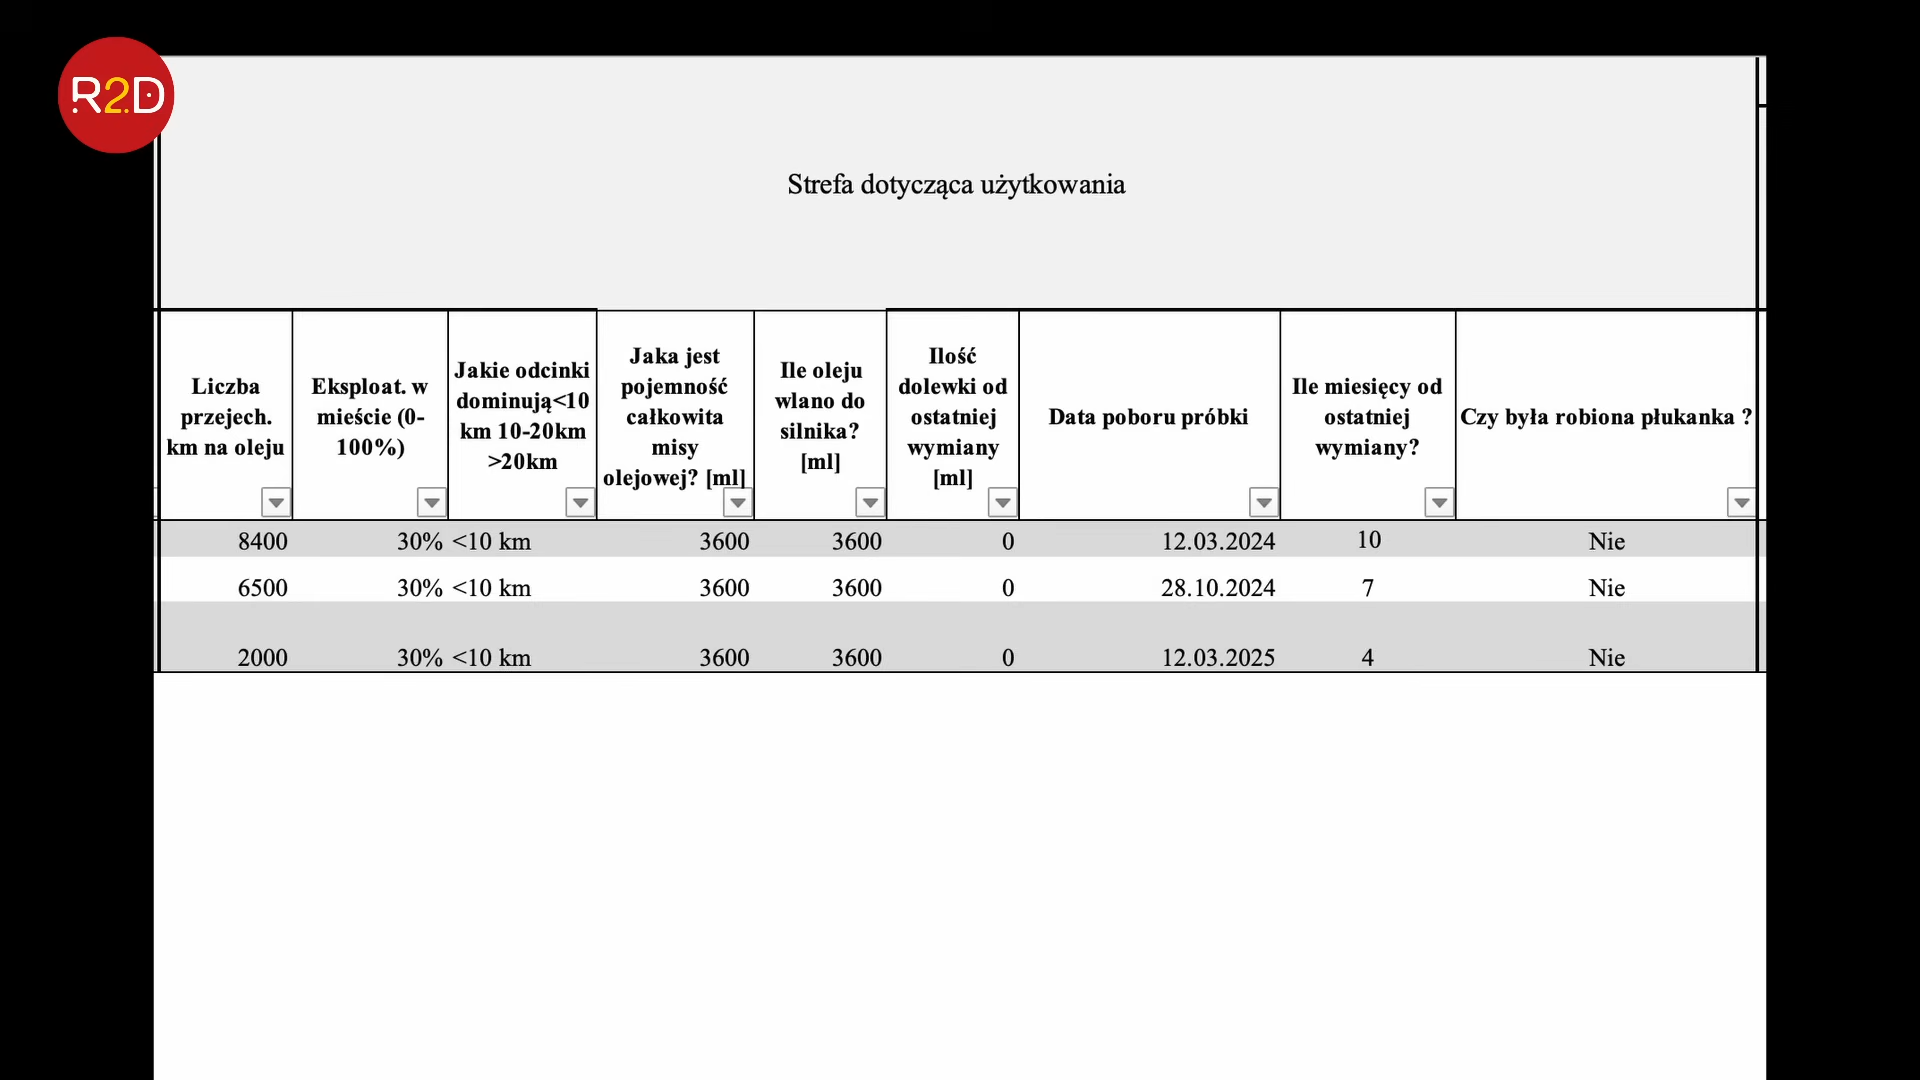 R2D
Strefa dotycząca użytkowania
Liczba
przejech.
km na oleju
Eksploat. w
mieście (0-
100%)
Jakie odcinki
dominują<10
km 10-20km
>20km
Jaka jest
pojemność
całkowita
misy
olejowej? [ml]
Ile oleju
wlano do
silnika?
[ml]
Ilość
dolewki od
ostatniej
wymiany
[ml]
Data poboru próbki
Ile miesięcy od
ostatniej
wymiany?
Czy była robiona płukanka ?
8400 30% <10 km 3600 3600 0 12.03.2024 10 Nie
6500 30% <10 km 3600 3600 0 28.10.2024 7 Nie
2000 30% <10 km 3600 3600 0 12.03.2025 4 Nie